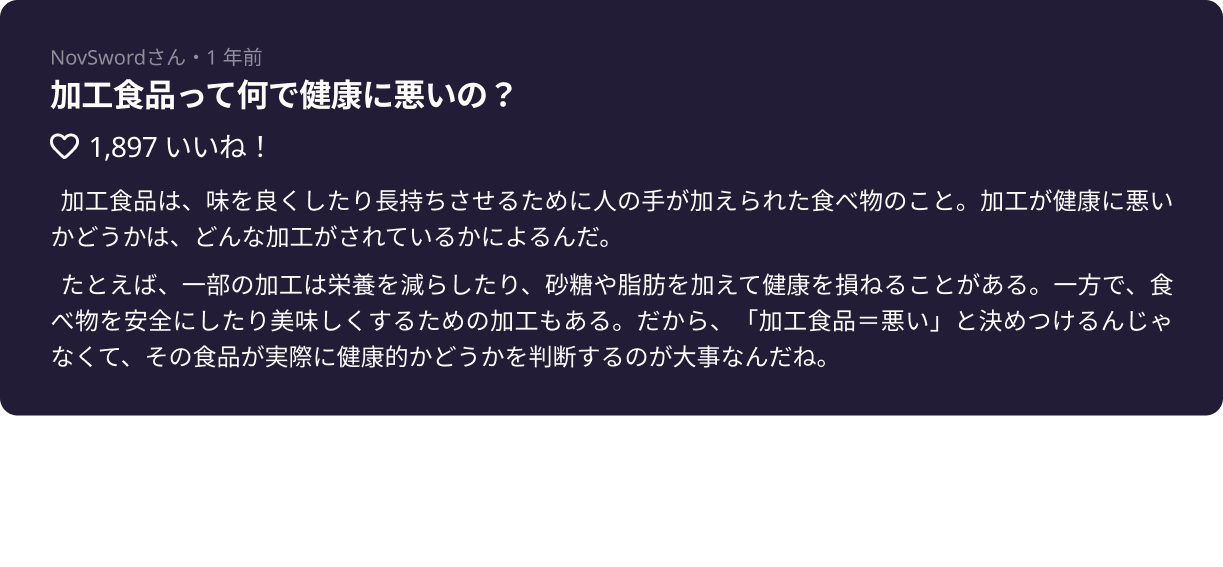 NovSwordさん・1 年前
加工食品って何で健康に悪いの？
1,897 いいね！
加工食品は、味を良くしたり長持ちさせるために人の手が加えられた食べ物のこと。加工が健康に悪い
かどうかは、どんな加工がされているかによるんだ。
たとえば、一部の加工は栄養を減らしたり、砂糖や脂肪を加えて健康を損ねることがある。一方で、食
べ物を安全にしたり美味しくするための加工もある。だから、「加工食品＝悪い」と決めつけるんじゃ
なくて、その食品が実際に健康的かどうかを判断するのが大事なんだね。